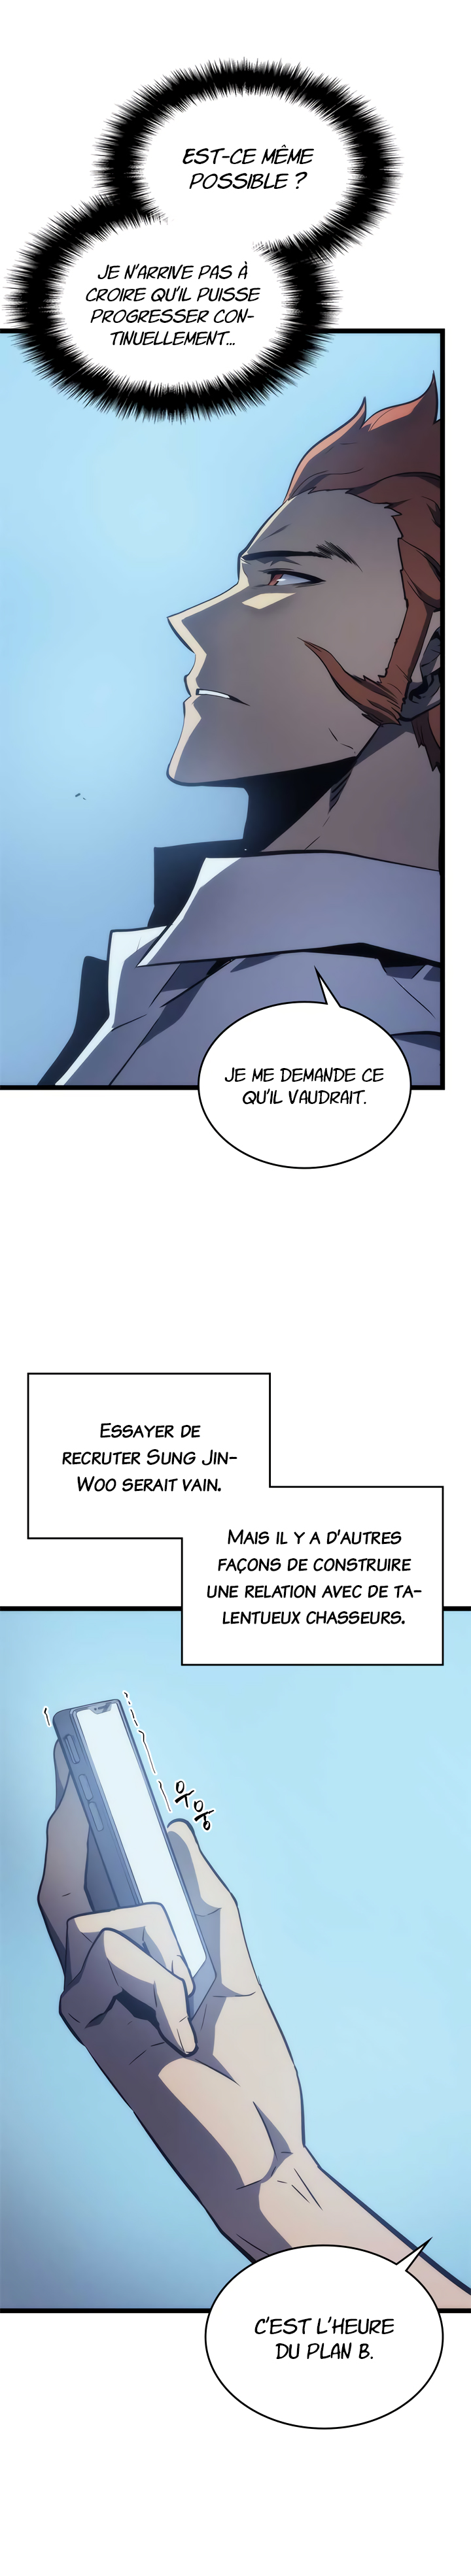 EST-CE MÊME
POSSIBLE ?
JE N'ARRIVE PAS À
CROIRE QU'IL PUISSE
PROGRESSER CON-
TINUELLEMENT...
JE ME DEMANDE CE
QU'IL VAUDRAIT.
ESSAYER DE
RECRUTER SUNG JIN-
WOO SERAIT VAIN.
MAIS IL Y A D'AUTRES
FAÇONS DE CONSTRUIRE
UNE RELATION AVEC DE TA-
LENTUEUX CHASSEURS.
C'EST L'HEURE
DU PLAN B.